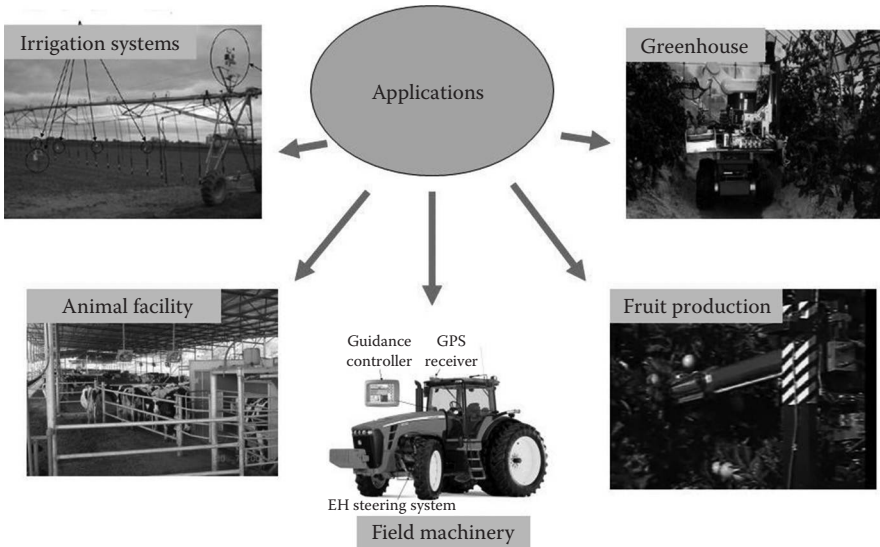 Irrigation systems
Applications
Greenhouse
Animal facility
Guidance
controller
GPS
receiver
EH steering system
Field machinery
Fruit production